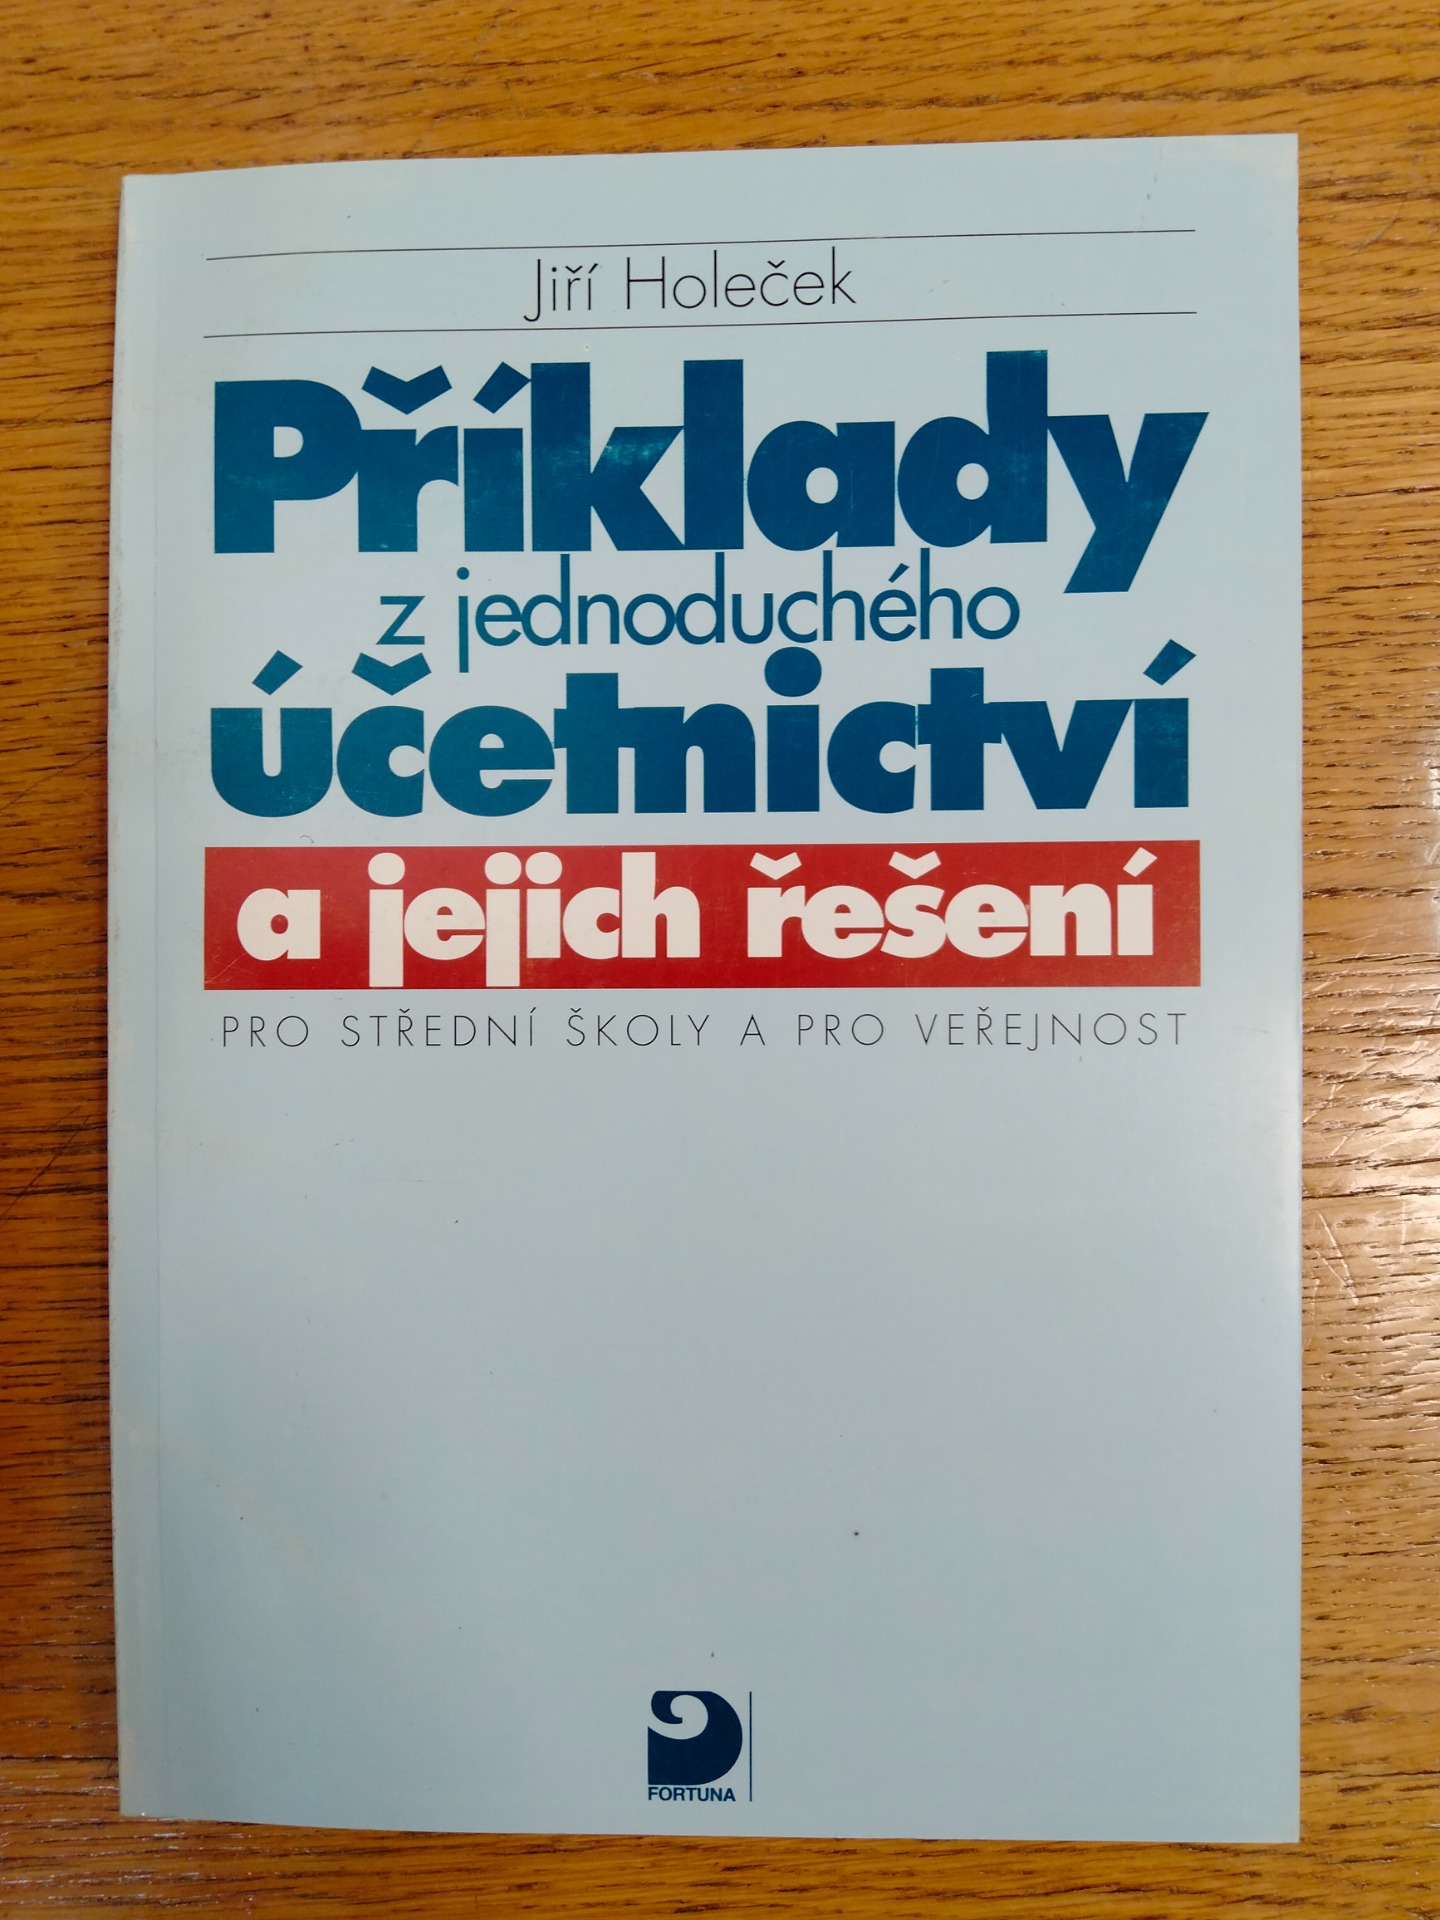 Jiří Holeček
Příklady
z jednoduchého
účetnictví
a jejich řešení
PRO STŘEDNÍ ŠKOLY A PRO VEŘEJNOST
FORTUNA